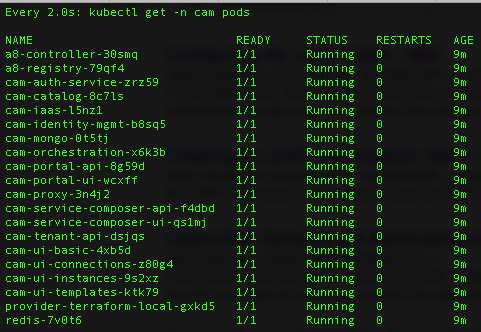 Every 2.0s: kubectl get -n cam pods
NAME READY STATUS RESTARTS AGE
a8-controller-30smq 1/1 Running 0 9m
a8-registry-79qf4 1/1 Running 0 9m
cam-auth-service-zrz59 1/1 Running 0 9m
cam-catalog-8c7ls 1/1 Running 0 9m
cam-iaas-l5nz1 1/1 Running 0 9m
cam-identity-mgmt-b8sq5 1/1 Running 0 9m
cam-mongo-0t5tj 1/1 Running 0 9m
cam-orchestration-x6k3b 1/1 Running 0 9m
cam-portal-api-8g59d 1/1 Running 0 9m
cam-portal-ui-wcxff 1/1 Running 0 9m
cam-proxy-3n4j2 1/1 Running 0 9m
cam-service-composer-api-f4dbd 1/1 Running 0 9m
cam-service-composer-ui-qs1mj 1/1 Running 0 9m
cam-tenant-api-dsjqs 1/1 Running 0 9m
cam-ui-basic-4xb5d 1/1 Running 0 9m
cam-ui-connections-z80g4 1/1 Running 0 9m
cam-ui-instances-9s2xz 1/1 Running 0 9m
cam-ui-templates-ktk79 1/1 Running 0 9m
provider-terraform-local-gxkd5 1/1 Running 0 9m
redis-7v0t6 1/1 Running 0 9m